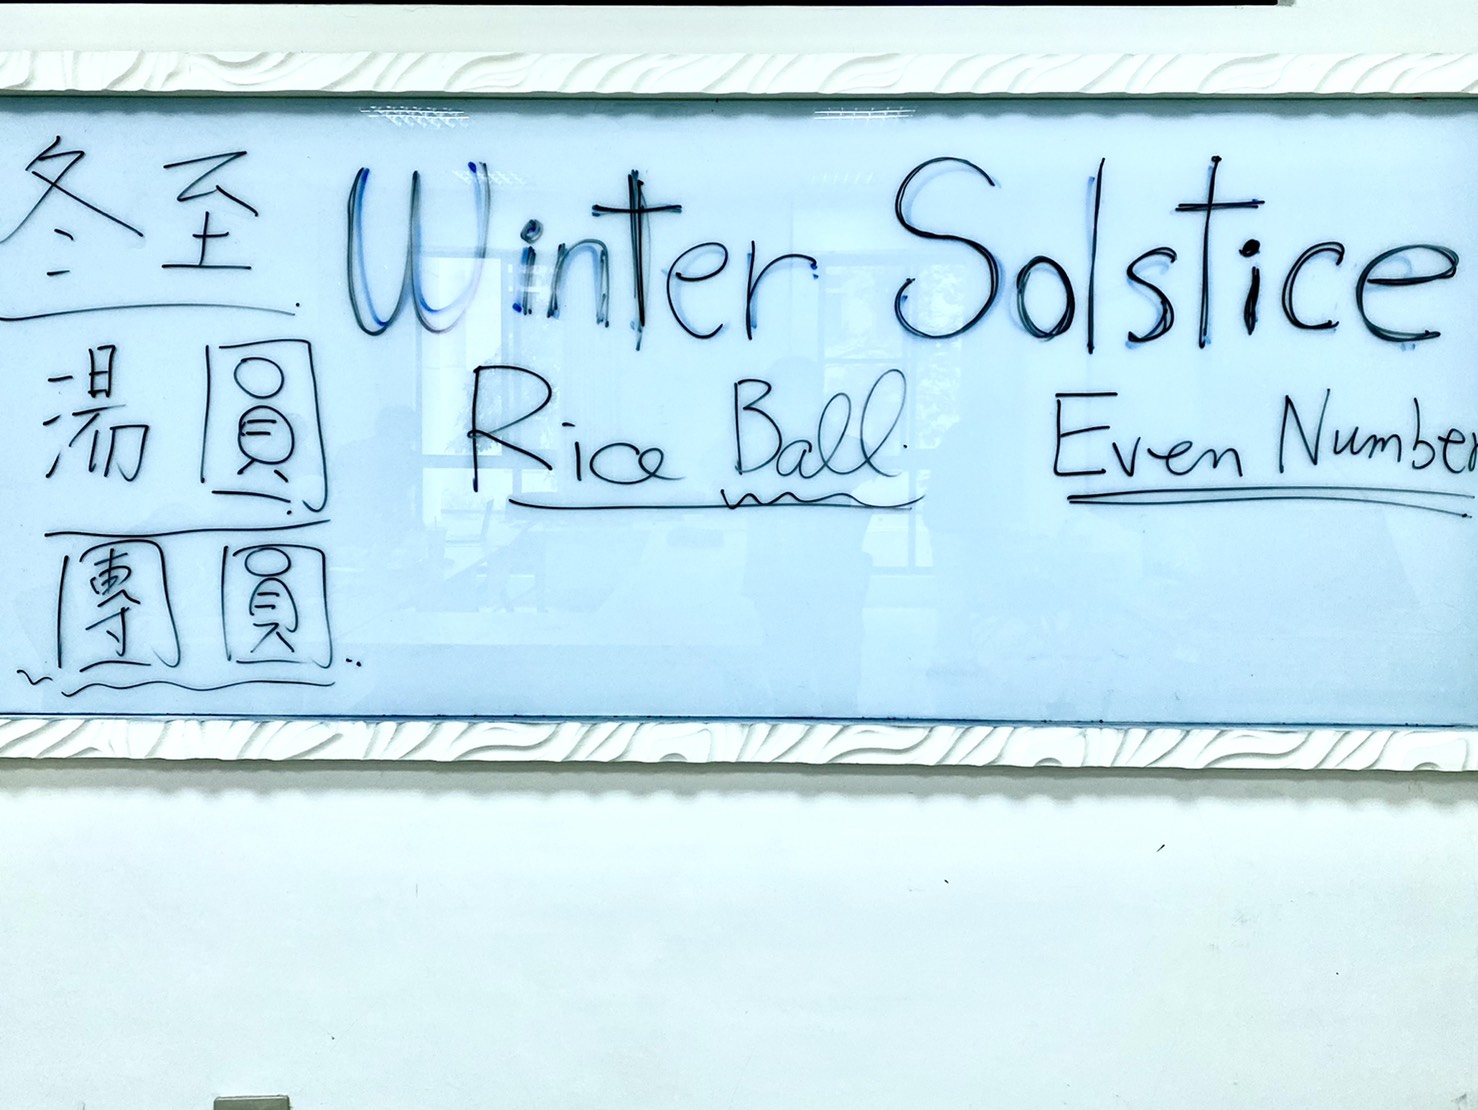 冬至 Winter Solstice
湯圓 Rice Ball Even Number
團圓